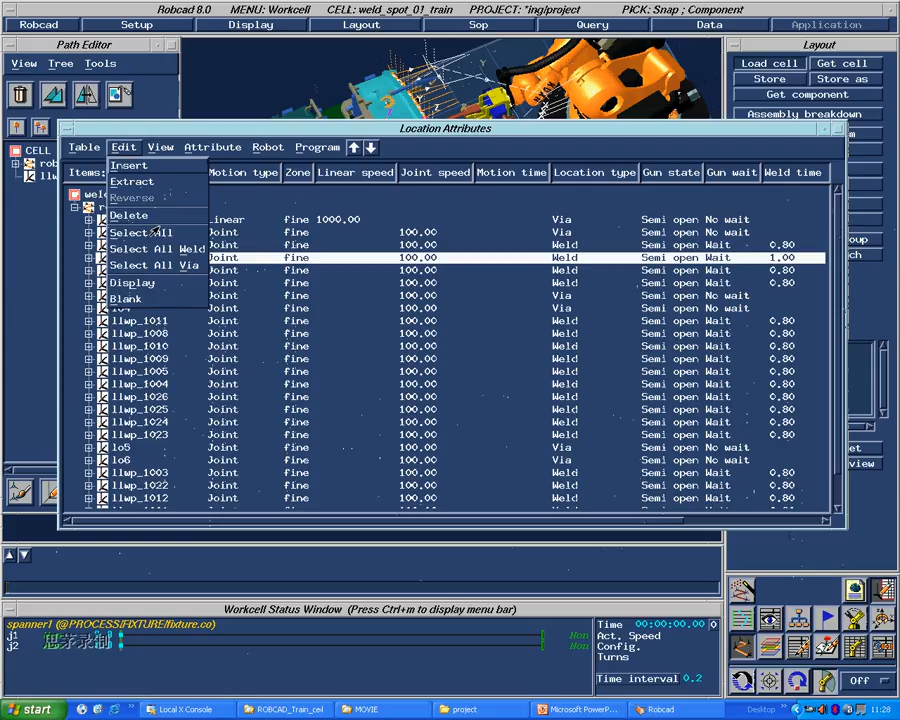 Robcad 8.0 MENU: Workcell CELL: weld_spot_01_train PROJECT: "ing/project PICK: Snap ; Component
Robcad Setup Display Layout Sop Query Data Application
Path Editor
View Tree Tools
CELL
rob
Layout
Load cell Get cell
Store Store as
Get component
Assembly breakdown
Location Attributes
Table Edit View Attribute Robot Program
Items: Motion type Zone Linear speed Joint speed Motion time Location type Gun state Gun wait Weld time
Insert
Extract
Reverse
Delete
Select All
Select All Weld
Select All Via
Display
Blank
Linear fine 1000.00 Via Semi open No wait
Joint fine 100.00 Via Semi open No wait
Joint fine 100.00 Weld Semi open Wait 0.80
Joint fine 100.00 Weld Semi open Wait 1.00
Joint fine 100.00 Weld Semi open Wait 0.80
Joint fine 100.00 Weld Semi open Wait 0.80
Joint fine 100.00 Via Semi open No wait
lo4 Joint fine 100.00 Via Semi open No wait
llwp_1011 Joint fine 100.00 Weld Semi open Wait 0.80
llwp_1008 Joint fine 100.00 Weld Semi open Wait 0.80
llwp_1010 Joint fine 100.00 Weld Semi open Wait 0.80
llwp_1009 Joint fine 100.00 Weld Semi open Wait 0.80
llwp_1005 Joint fine 100.00 Weld Semi open Wait 0.80
llwp_1004 Joint fine 100.00 Weld Semi open Wait 0.80
llwp_1026 Joint fine 100.00 Weld Semi open Wait 0.80
llwp_1025 Joint fine 100.00 Weld Semi open Wait 0.80
llwp_1024 Joint fine 100.00 Weld Semi open Wait 0.80
llwp_1023 Joint fine 100.00 Weld Semi open Wait 0.80
lo5 Joint fine 100.00 Via Semi open No wait
lo6 Joint fine 100.00 Via Semi open No wait
llwp_1003 Joint fine 100.00 Weld Semi open Wait 0.80
llwp_1022 Joint fine 100.00 Weld Semi open Wait 0.80
llwp_1012 Joint fine 100.00 Weld Semi open Wait 0.80
Workcell Status Window (Press Ctrl+m to display menu bar)
spanner1 (@PROCESS/FIXTURE/fixture.co)
j1 Non
j2 Non
思茅录制
Time 00:00:00.00 0
Act. Speed
Config.
Turns
Time interval 0.2
Off
start Local X Console ROBCAD_Train_cel MOVIE project Microsoft PowerP... Robcad Desktop 11:28